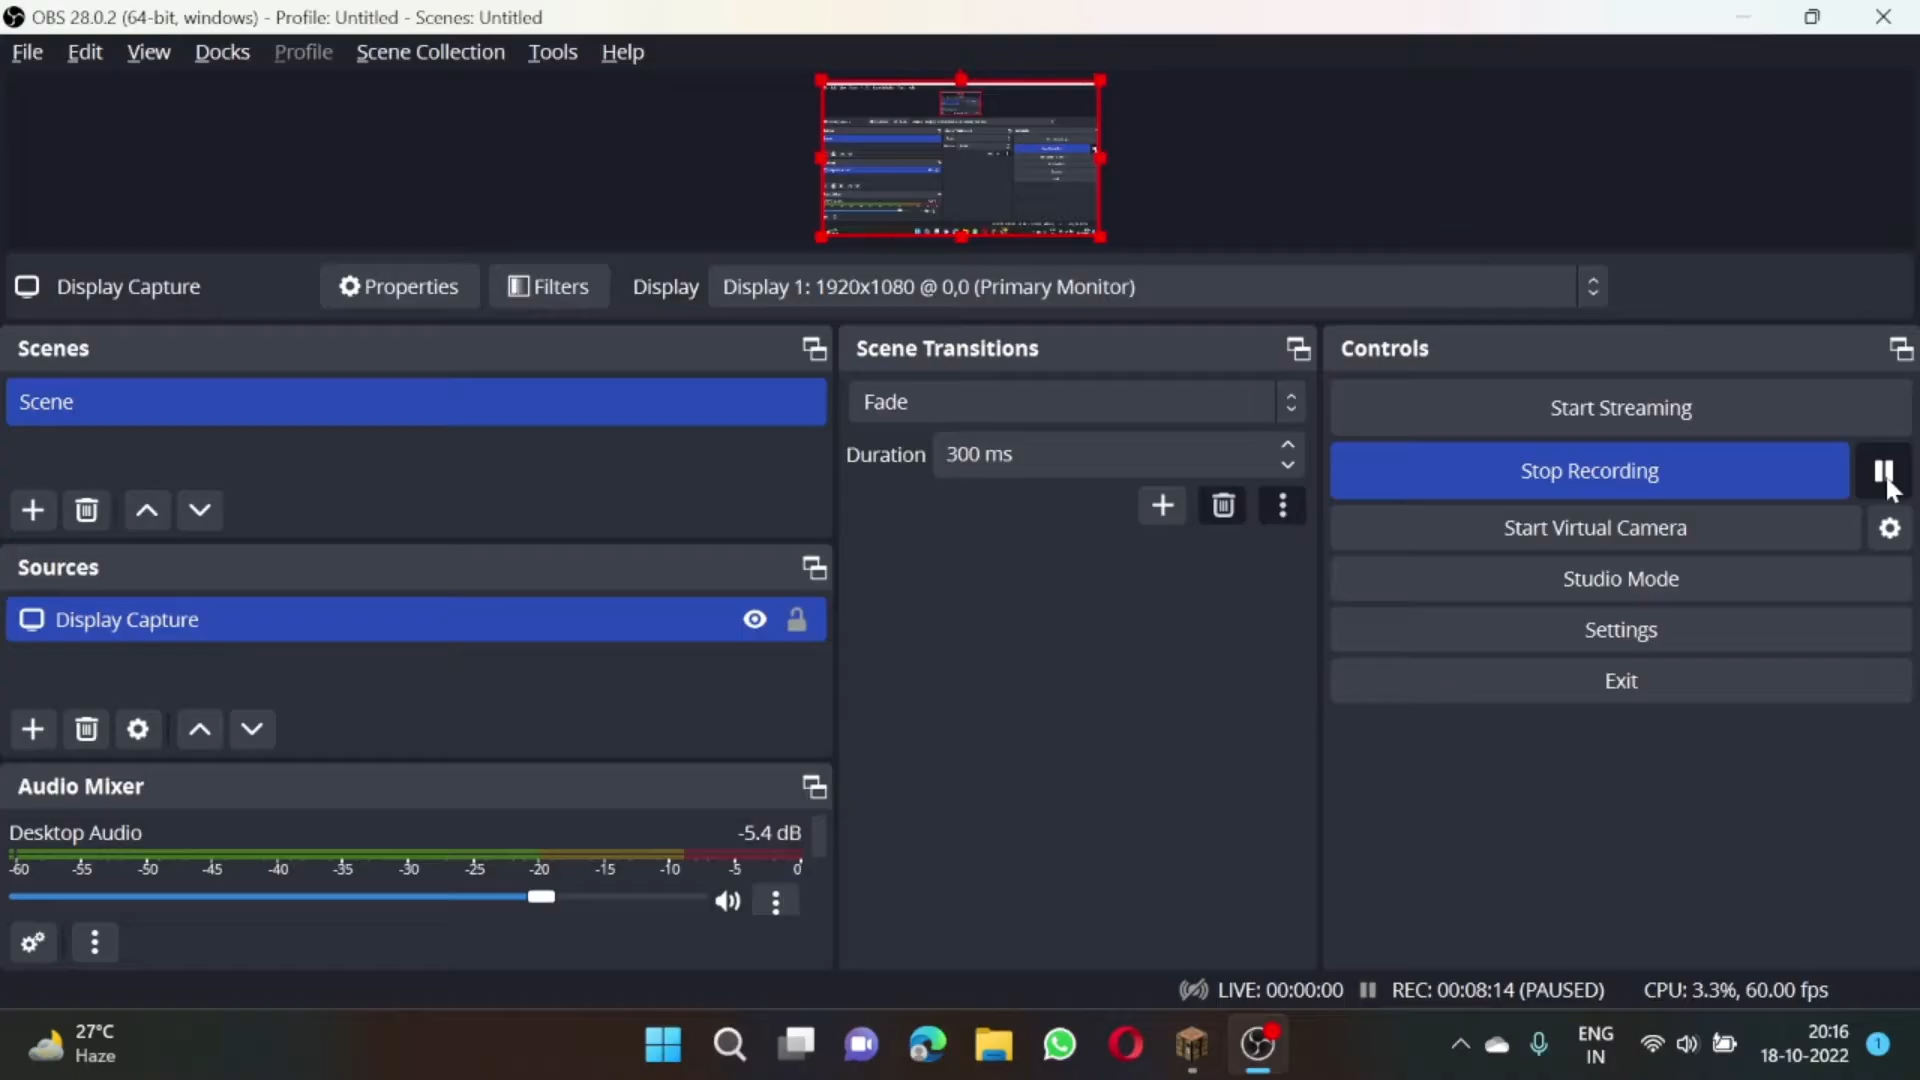 OBS 28.0.2 (64-bit, windows) - Profile: Untitled - Scenes: Untitled
File Edit View Docks Profile Scene Collection Tools Help
Display Capture Properties Filters Display Display 1: 1920x1080 @ 0,0 (Primary Monitor)
Scenes
Scene
Sources
Display Capture
Audio Mixer
Desktop Audio -5.4 dB
-60 -55 -50 -45 -40 -35 -30 -25 -20 -15 -10 -5 0
Scene Transitions
Fade
Duration 300 ms
Controls
Start Streaming
Stop Recording
Start Virtual Camera
Studio Mode
Settings
Exit
LIVE: 00:00:00 REC: 00:08:14 (PAUSED) CPU: 3.3%, 60.00 fps
27°C
Haze
ENG
IN
20:16
18-10-2022
1